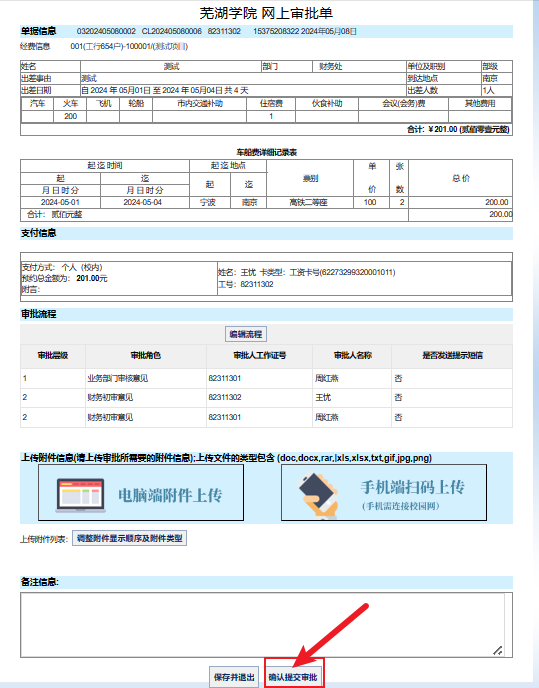 芜湖学院 网上审批单
单据信息 03202405080002 CL202405080006 82311302 15375208322 2024年05月08日
经费信息 001(工行654户)-100001/(测试项目)
姓名 测试 部门 财务处 单位及职别 部级
出差事由 测试 到达地点 南京
出差日期 自 2024 年 05月01日 至 2024 年 05月04日 共 4 天 出差人数 1人
汽车 火车 飞机 轮船 市内交通补助 住宿费 伙食补助 会议(会务)费 其他费用
200 1
合计: ￥201.00 (贰佰零壹元整)
车船费详细记录表
起迄时间 起迄地点 票别 单价 张数 总价
起 迄 起 迄
月日时分 月日时分
2024-05-01 2024-05-04 宁波 南京 高铁二等座 100 2 200.00
合计: 贰佰元整 200.00
支付信息
支付方式: 个人（校内）
预约总金额为: 201.00元
附言:
姓名: 王忧 卡类型: 工资卡号(62273299320001011)
工号: 82311302
审批流程
编辑流程
审批层级 审批角色 审批人工作证号 审批人名称 是否发送提示短信
1 业务部门审核意见 82311301 周红燕 否
2 财务初审意见 82311302 王忧 否
2 财务初审意见 82311301 周红燕 否
上传附件信息(请上传审批所需要的附件信息);上传文件的类型包含 (doc,docx,rar,lxls,xlsx,txt,gif,jpg,png)
电脑端附件上传
手机端扫码上传
(手机需连接校园网)
上传附件列表: 调整附件显示顺序及附件类型
备注信息:
保存并退出 确认提交审批